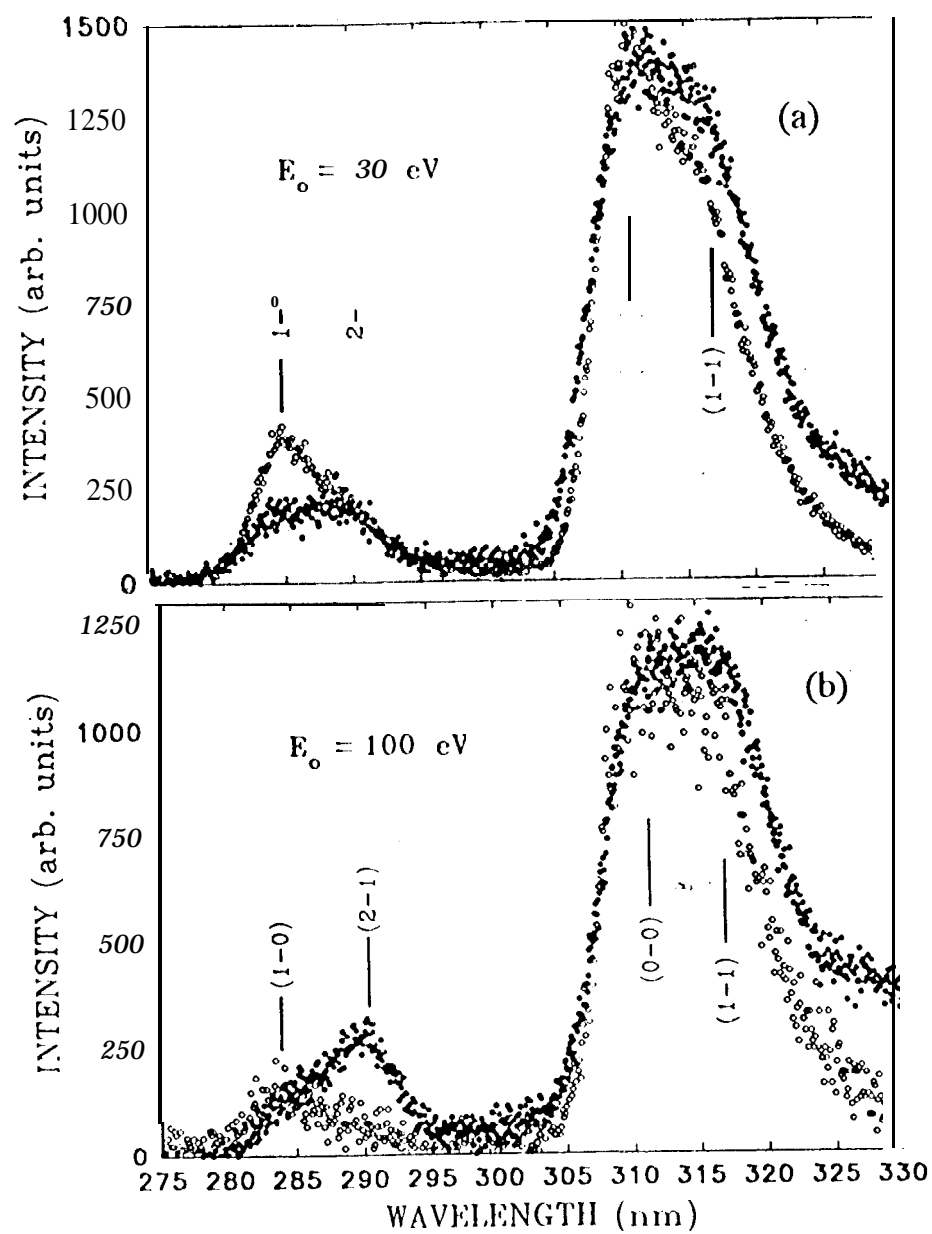 1500
1250
1000
750
500
250
0
INTENSITY (arb. units)
(a)
E₀ = 30 eV
1-0
2-
(1-1)
1250
1000
750
500
250
0
INTENSITY (arb. units)
(b)
E₀ = 100 eV
(1-0)
(2-1)
(0-0)
(1-1)
275 280 285 290 295 300 305 310 315 320 325 330
WAVELENGTH (nm)